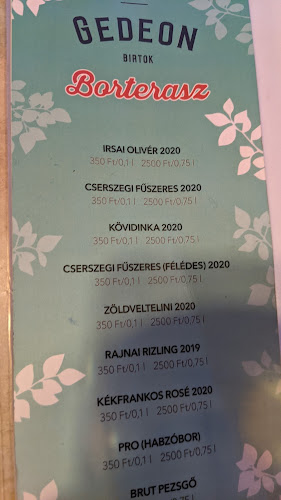 GEDEON
BIRTOK
Borterasz
IRSAI OLIVÉR 2020
350 Ft/0,1 l 2500 Ft/0,75 l
CSERSZEGI FŰSZERES 2020
350 Ft/0,1 l 2500 Ft/0,75 l
KÖVIDINKA 2020
350 Ft/0,1 l 2500 Ft/0,75 l
CSERSZEGI FŰSZERES (FÉLÉDES) 2020
350 Ft/0,1 l 2500 Ft/0,75 l
ZÖLDVELTELINI 2020
350 Ft/0,1 l 2500 Ft/0,75 l
RAJNAI RIZLING 2019
350 Ft/0,1 l 2500 Ft/0,75 l
KÉKFRANKOS ROSÉ 2020
350 Ft/0,1 l 2500 Ft/0,75 l
PRO (HABZÓBOR)
350 Ft/0,1 l 2500 Ft/0,75 l
BRUT PEZSGŐ